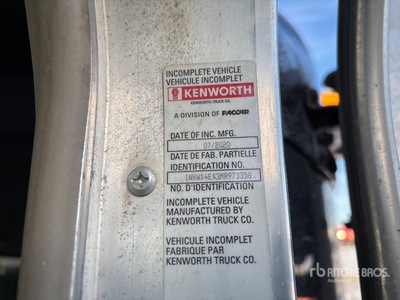 INCOMPLETE VEHICLE
VEHICULE INCOMPLET
KENWORTH
KENWORTH TRUCK CO.
A DIVISION OF PACCAR
DATE OF INC. MFG.
07/2020
DATE DE FAB. PARTIELLE
IDENTIFICATION NO.
NO. D'IDENTIFICATION
INCOMPLETE VEHICLE
MANUFACTURED BY
KENWORTH TRUCK CO.
VEHICULE INCOMPLET
FABRIQUE PAR
KENWORTH TRUCK CO.
rb RITCHIE BROS.